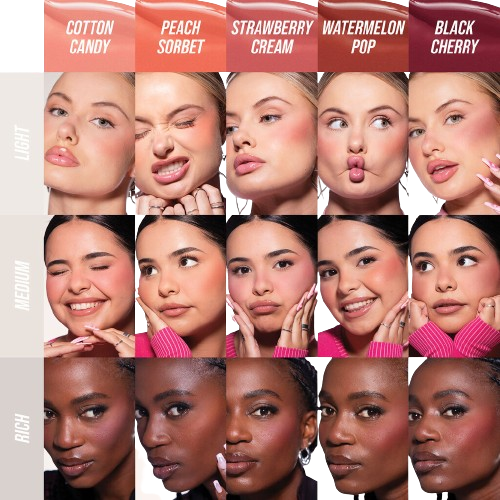 COTTON
CANDY
PEACH
SORBET
STRAWBERRY
CREAM
WATERMELON
POP
BLACK
CHERRY
LIGHT
MEDIUM
RICH